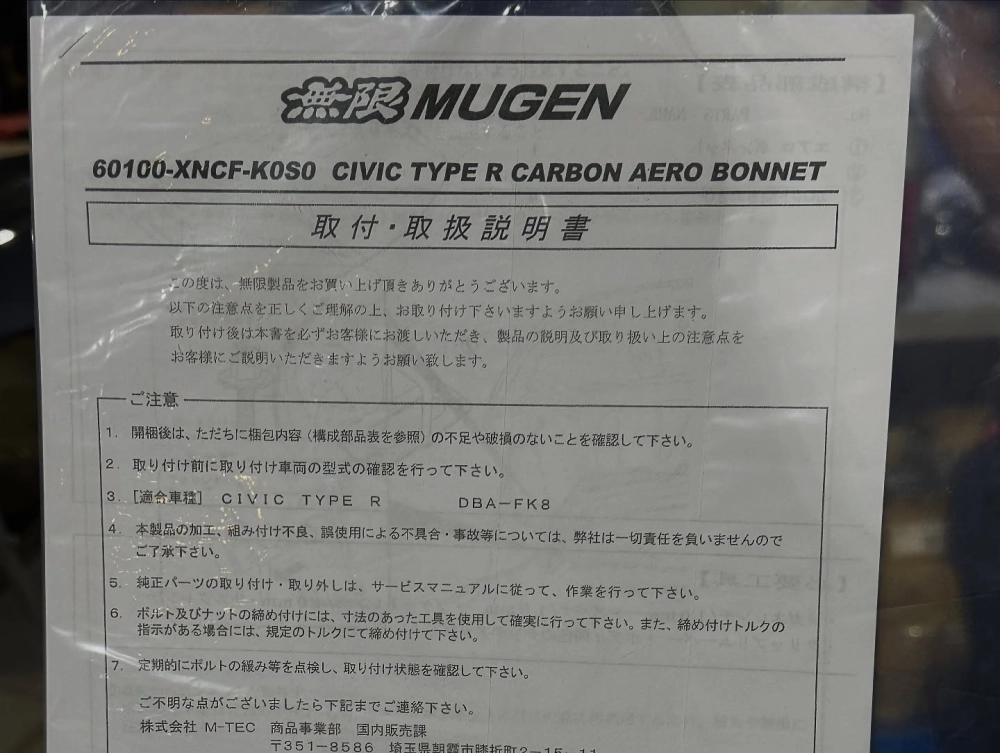 無限 MUGEN
60100-XNCF-K0S0 CIVIC TYPE R CARBON AERO BONNET
取付・取扱説明書
この度は、無限製品をお買い上げ頂きありがとうございます。
以下の注意点を正しくご理解の上、お取り付け下さいますようお願い申し上げます。
取り付け後は本書を必ずお客様にお渡しいただき、製品の説明及び取り扱い上の注意点を
お客様にご説明いただきますようお願い致します。
ご注意
1. 開梱後は、ただちに梱包内容（構成部品表を参照）の不足や破損のないことを確認して下さい。
2. 取り付け前に取り付け車両の型式の確認を行って下さい。
3. [適合車種] CIVIC TYPE R DBA-FK8
4. 本製品の加工、組み付け不良、誤使用による不具合・事故等については、弊社は一切責任を負いませんので
ご了承下さい。
5. 純正パーツの取り付け・取り外しは、サービスマニュアルに従って、作業を行って下さい。
6. ボルト及びナットの締め付けには、寸法のあった工具を使用して確実に行って下さい。また、締め付けトルクの
指示がある場合には、規定のトルクにて締め付けて下さい。
7. 定期的にボルトの緩み等を点検し、取り付け状態を確認して下さい。
ご不明な点がございましたら下記までご連絡下さい。
株式会社 M-TEC 商品事業部 国内販売課
〒351-8586 埼玉県朝霞市膝折町2-15-11